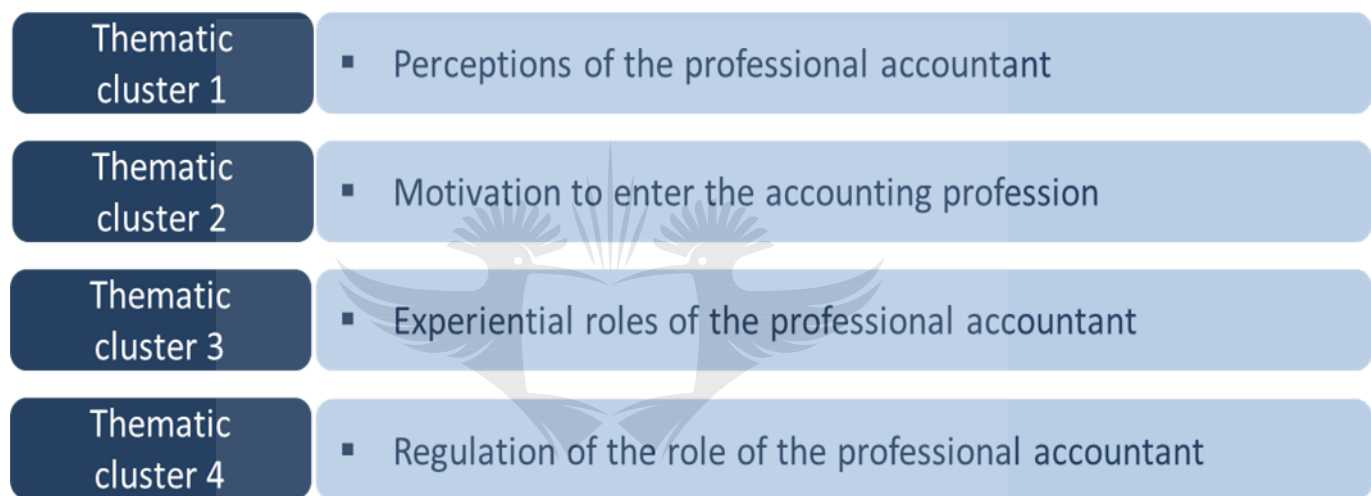 Thematic
cluster 1
▪ Perceptions of the professional accountant
Thematic
cluster 2
▪ Motivation to enter the accounting profession
Thematic
cluster 3
▪ Experiential roles of the professional accountant
Thematic
cluster 4
▪ Regulation of the role of the professional accountant